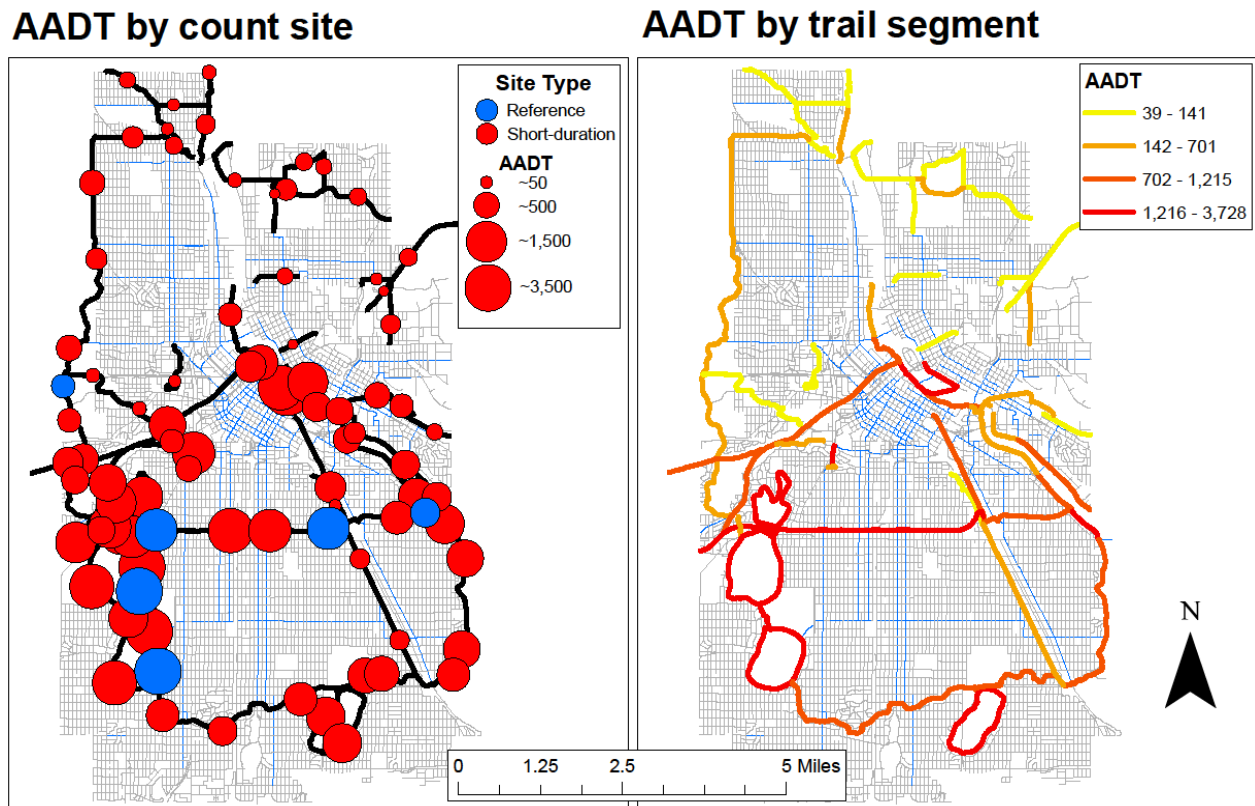 AADT by count site
Site Type
Reference
Short-duration
AADT
~50
~500
~1,500
~3,500
AADT by trail segment
AADT
39 - 141
142 - 701
702 - 1,215
1,216 - 3,728
N
0 1.25 2.5 5 Miles